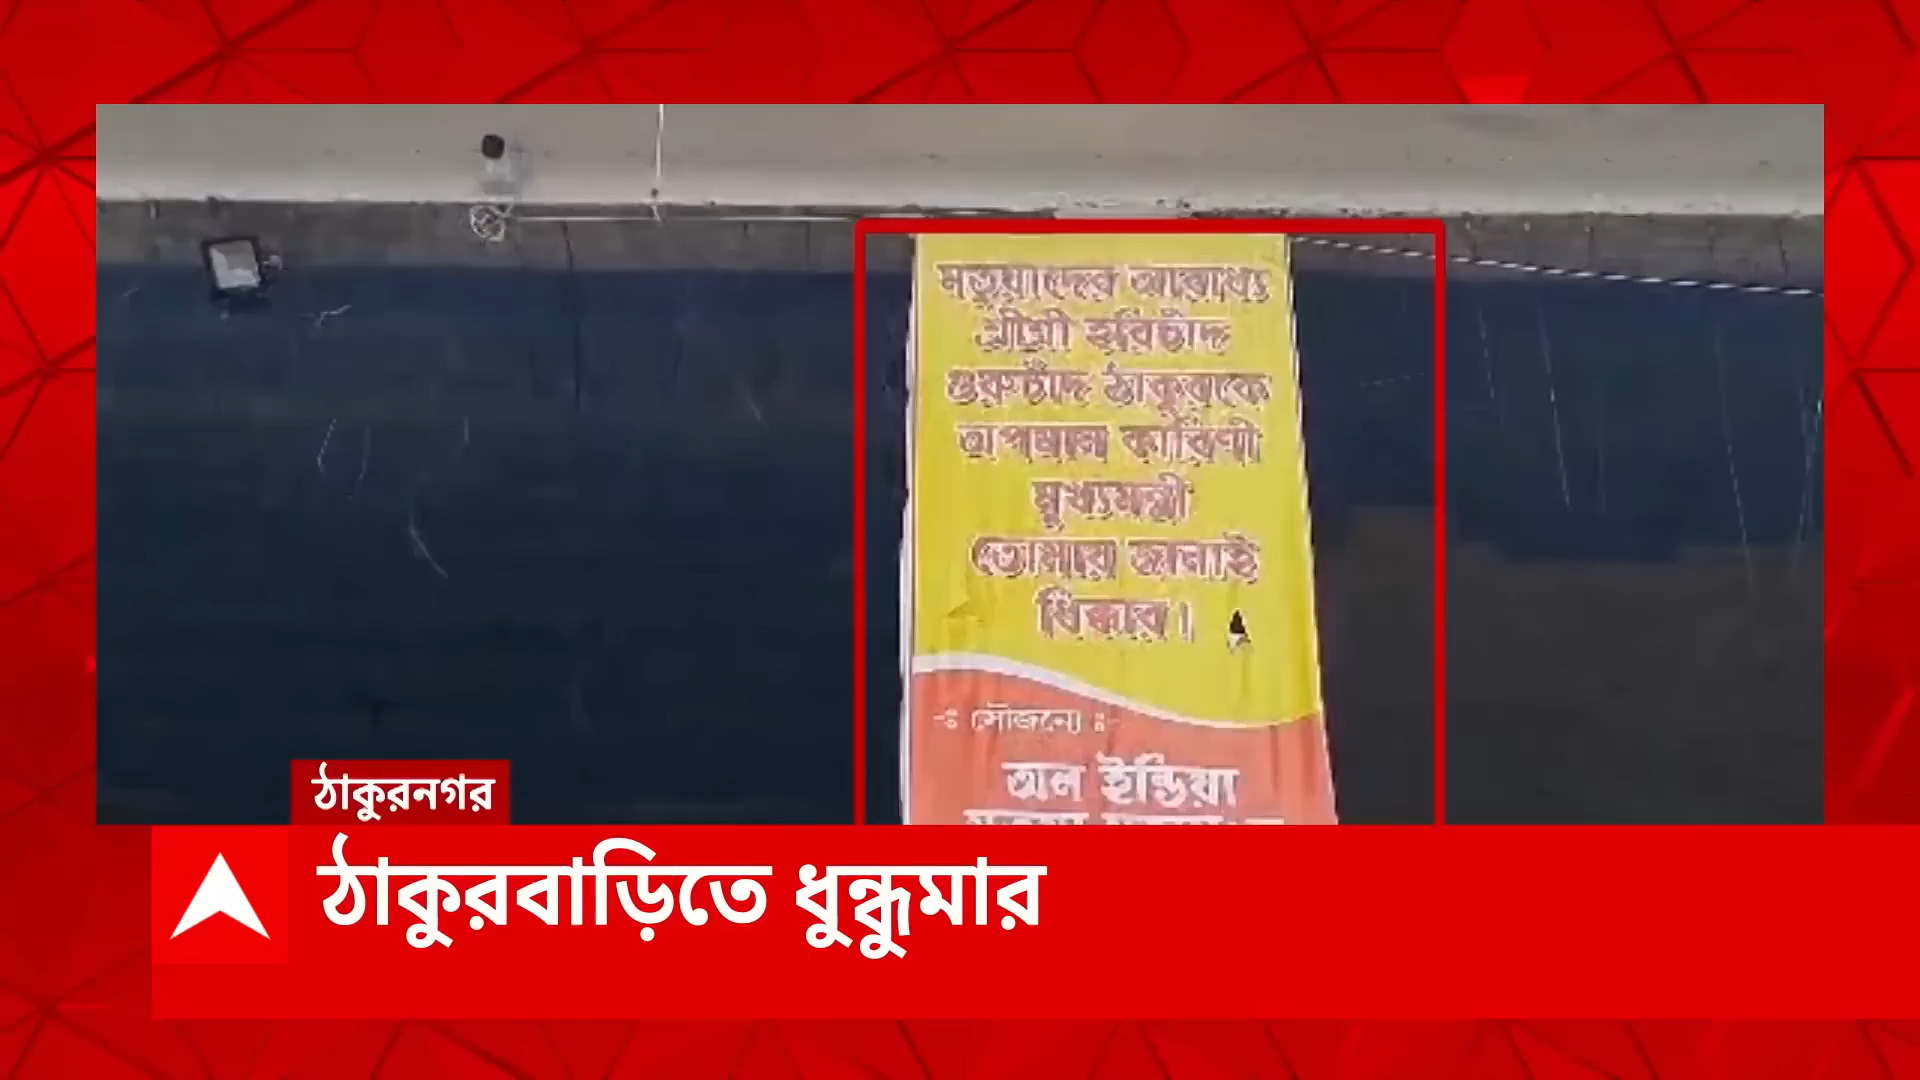 মতুয়াদের আরাধ্য
শ্রীশ্রী হরিচাঁদ
গুরুচাঁদ ঠাকুরকে
অপমান কারিণী
মুখ্যমন্ত্রী
তোমায় জানাই
ধিক্কার।
-ঃ সৌজন্যে ঃ-
অল ইন্ডিয়া
ঠাকুরনগর
ঠাকুরবাড়িতে ধুন্ধুমার